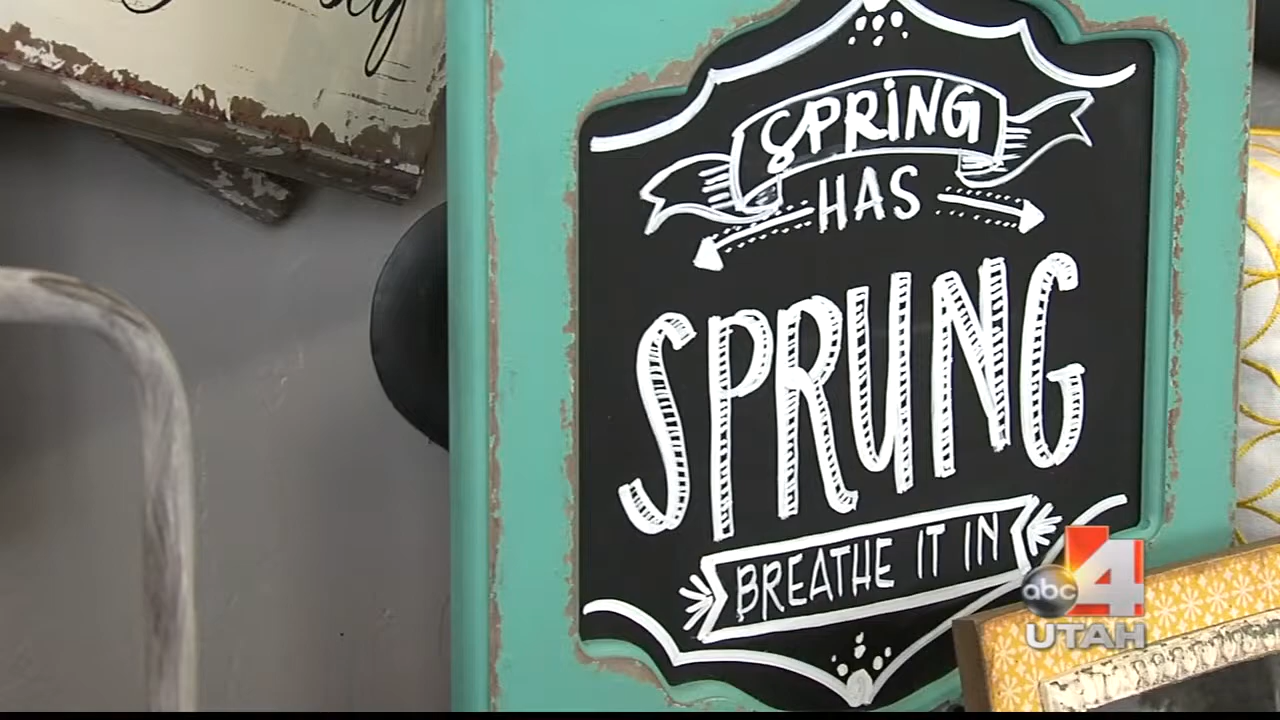 SPRING
HAS
SPRUNG
BREATHE IT IN
abc 4
UTAH